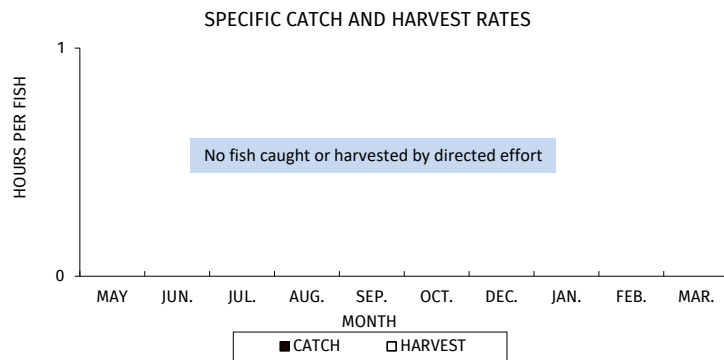 SPECIFIC CATCH AND HARVEST RATES
1
HOURS PER FISH
No fish caught or harvested by directed effort
0
MAY JUN. JUL. AUG. SEP. OCT. DEC. JAN. FEB. MAR.
MONTH
CATCH HARVEST